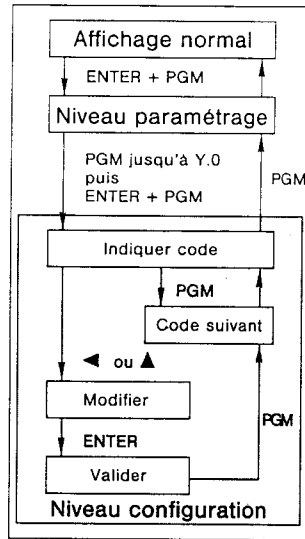 Affichage normal
ENTER + PGM
Niveau paramétrage
PGM jusqu'à Y.0
puis
ENTER + PGM
PGM
Indiquer code
PGM
Code suivant
◄ ou ▲
Modifier
PGM
ENTER
Valider
Niveau configuration